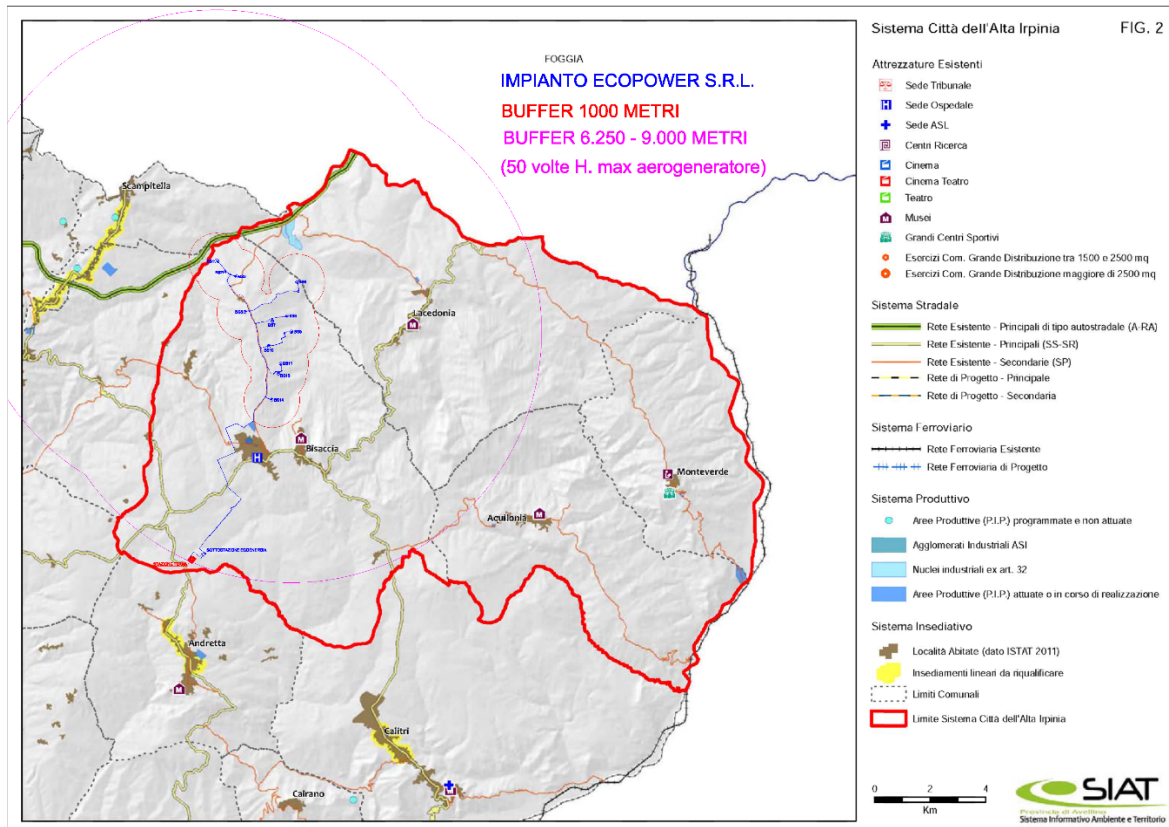 Sistema Città dell'Alta Irpinia
FIG. 2
FOGGIA
IMPIANTO ECOPOWER S.R.L.
BUFFER 1000 METRI
BUFFER 6.250 - 9.000 METRI
(50 volte H. max aerogeneratore)
Scampitella
Lacedonia
Bisaccia
Monteverde
Aquilonia
SOTTOSTAZIONE EGOENERGIA
Andretta
Calitri
Cairano
Attrezzature Esistenti
Sede Tribunale
Sede Ospedale
Sede ASL
Centri Ricerca
Cinema
Cinema Teatro
Teatro
Musei
Grandi Centri Sportivi
Esercizi Com. Grande Distribuzione tra 1500 e 2500 mq
Esercizi Com. Grande Distribuzione maggiore di 2500 mq
Sistema Stradale
Rete Esistente - Principali di tipo autostradale (A-RA)
Rete Esistente - Principali (SS-SR)
Rete Esistente - Secondarie (SP)
Rete di Progetto - Principale
Rete di Progetto - Secondaria
Sistema Ferroviario
Rete Ferroviaria Esistente
Rete Ferroviaria di Progetto
Sistema Produttivo
Aree Produttive (P.I.P.) programmate e non attuate
Agglomerati Industriali ASI
Nuclei industriali ex art. 32
Aree Produttive (P.I.P.) attuate o in corso di realizzazione
Sistema Insediativo
Località Abitate (dato ISTAT 2011)
Insediamenti lineari da riqualificare
Limiti Comunali
Limite Sistema Città dell'Alta Irpinia
0 2 4
Km
SIAT
Provincia di Avellino
Sistema Informativo Ambiente e Territorio